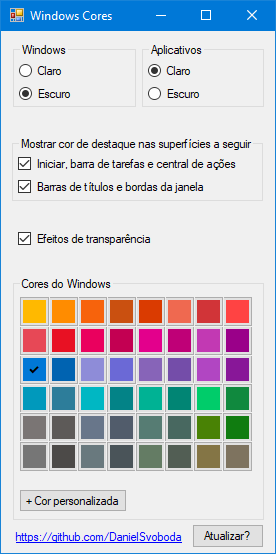 Windows Cores
Windows
Claro
Escuro
Aplicativos
Claro
Escuro
Mostrar cor de destaque nas superfícies a seguir
Iniciar, barra de tarefas e central de ações
Barras de títulos e bordas da janela
Efeitos de transparência
Cores do Windows
+ Cor personalizada
https://github.com/DanielSvoboda
Atualizar?